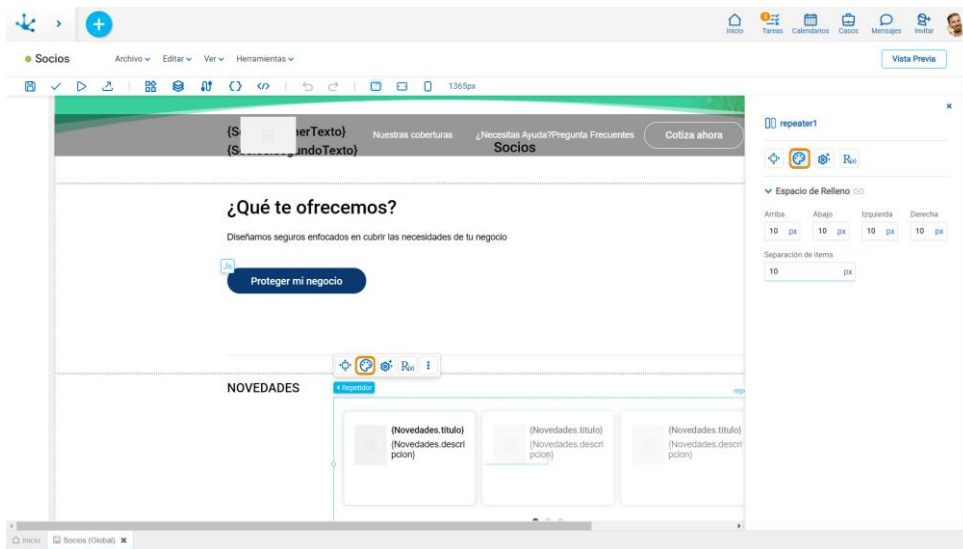 Inicio
6
Tareas
Calendarios
Casos
Mensajes
Invitar
Socios
Archivo
Editar
Ver
Herramientas
Vista Previa
1365px
Nuestras coberturas
¿Necesitas Ayuda?Pregunta Frecuentes
Cotiza ahora
Socios
¿Qué te ofrecemos?
Diseñamos seguros enfocados en cubrir las necesidades de tu negocio
Js
Proteger mi negocio
R(x)
NOVEDADES
Repetidor
{Novedades.titulo}
{Novedades.descri
pcion}
{Novedades.titulo}
{Novedades.descri
pcion}
{Novedades.titulo}
{Novedades.descri
pcion}
repeater1
R(x)
Espacio de Relleno
Arriba
Abajo
Izquierda
Derecha
10 px
10 px
10 px
10 px
Separación de items
10 px
Inicio
Socios (Global)